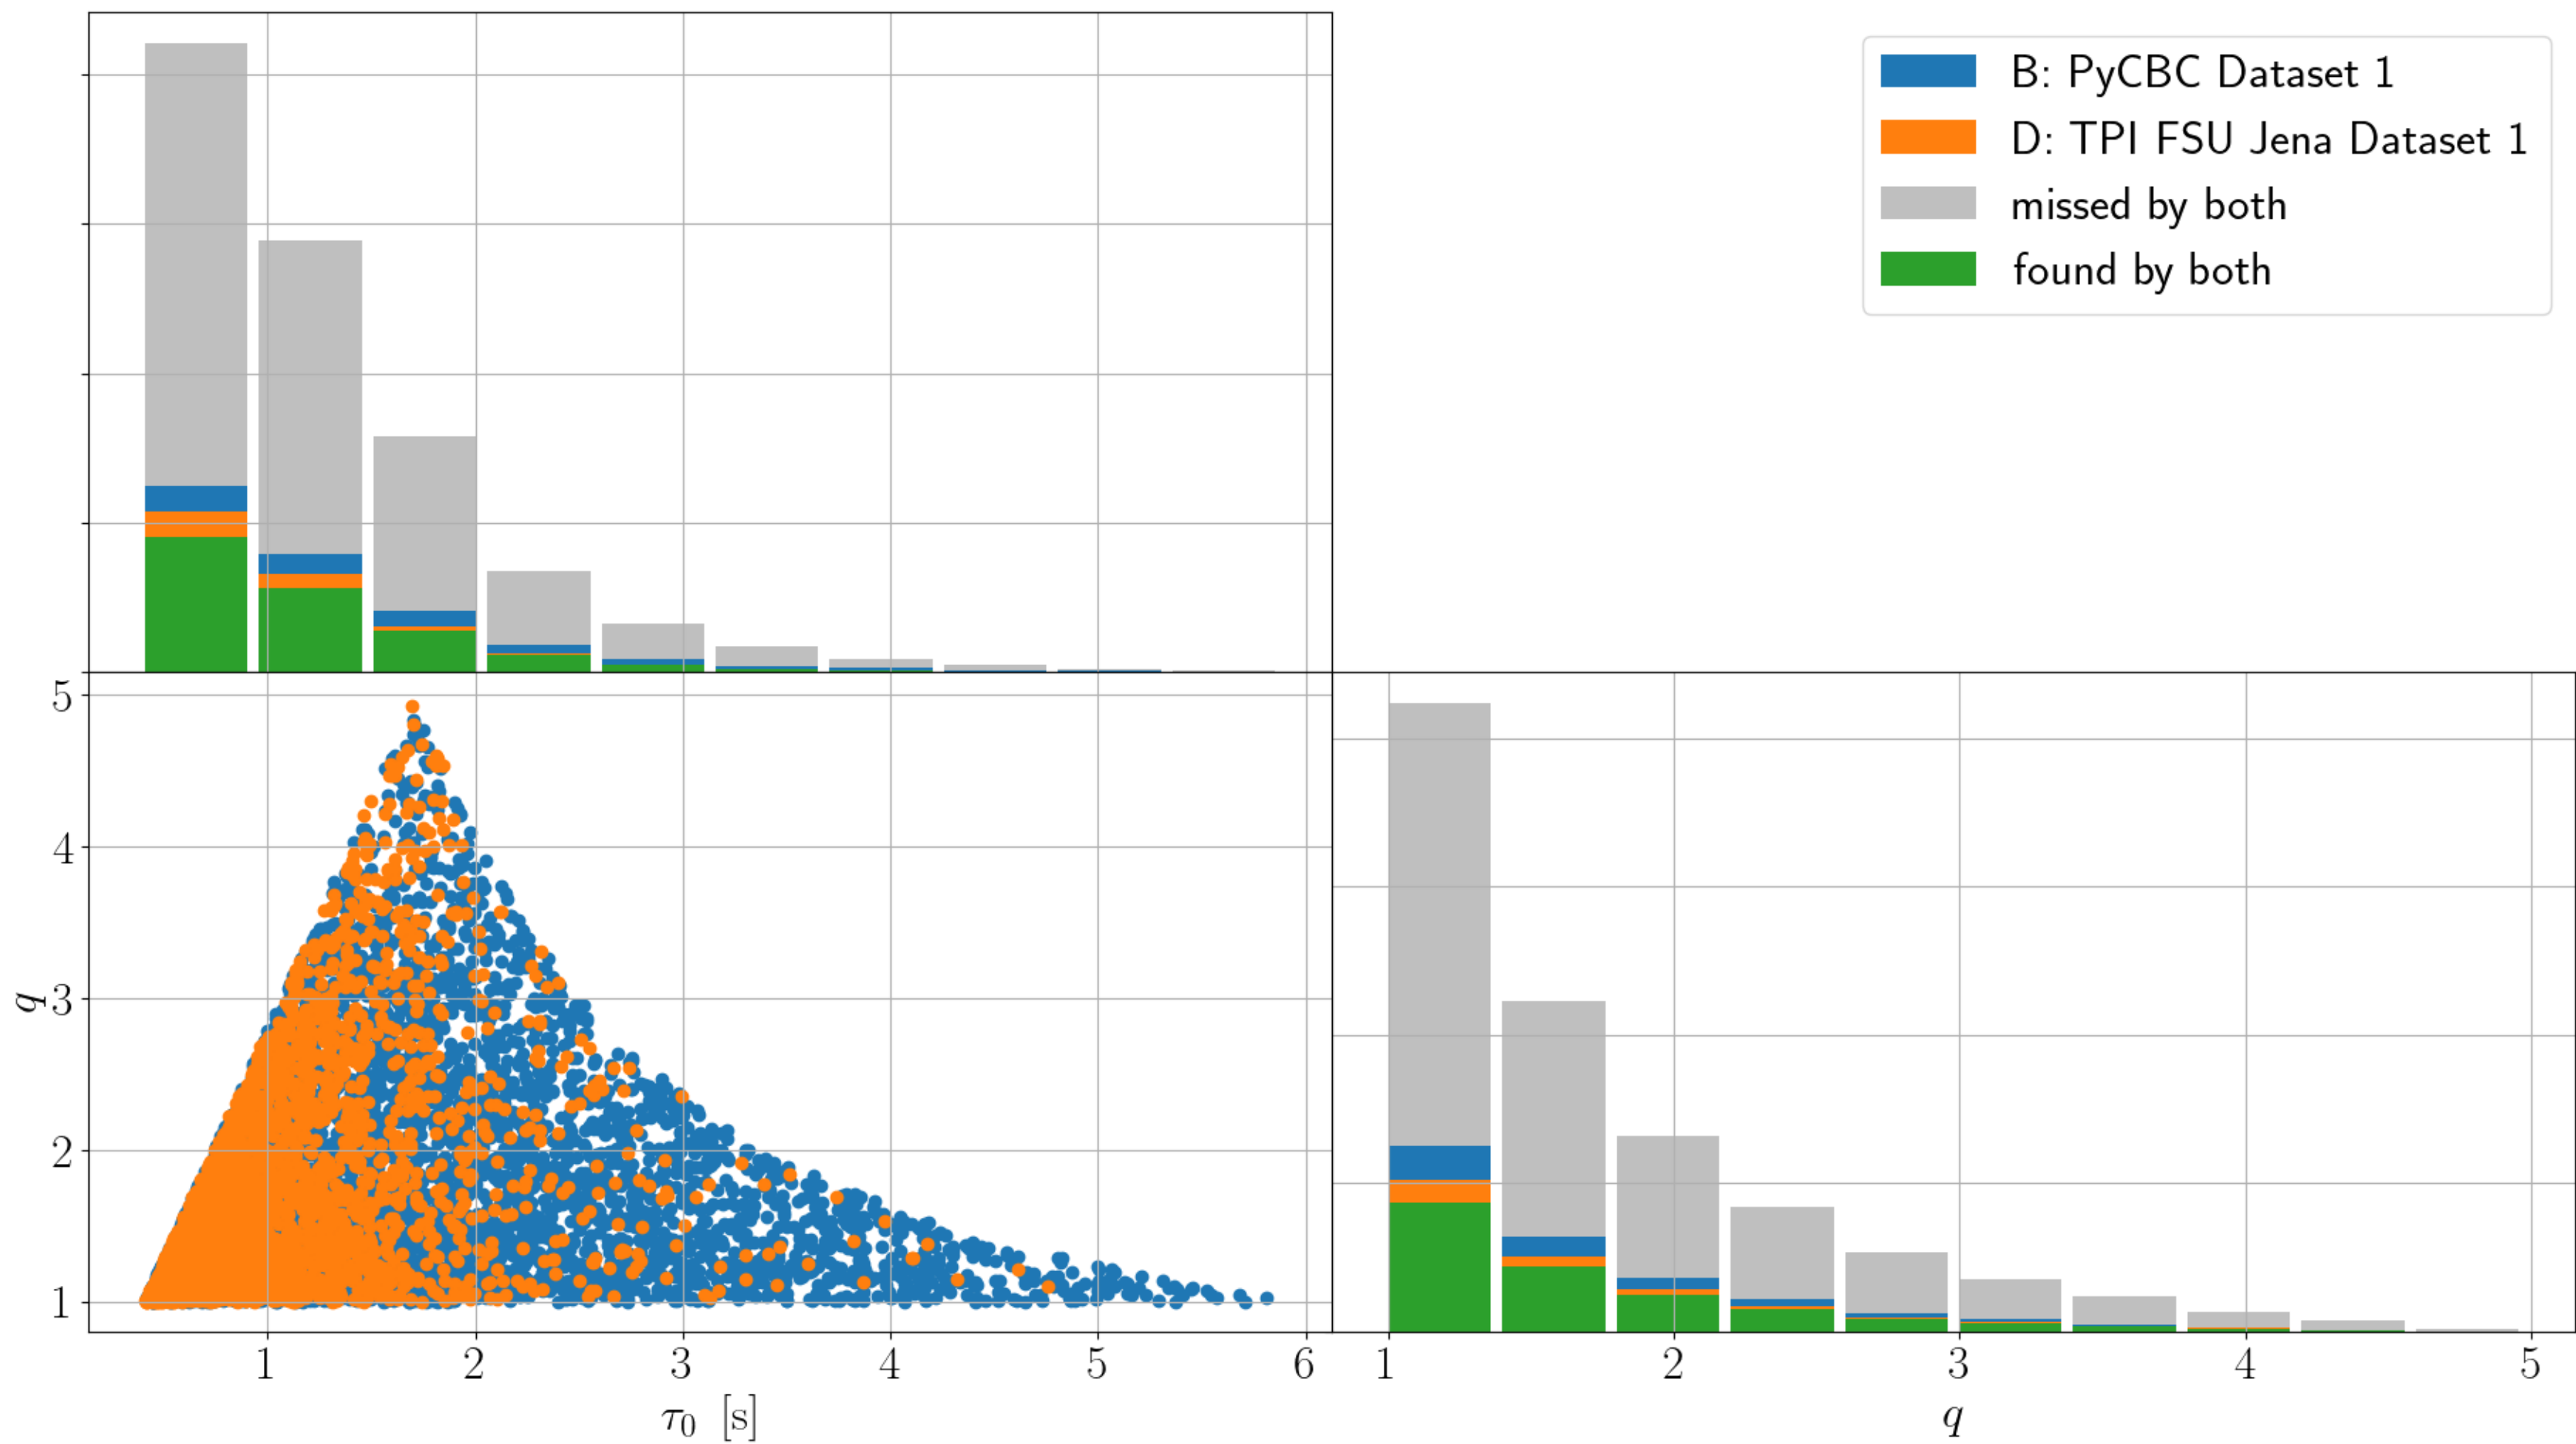 B: PyCBC Dataset 1
D: TPI FSU Jena Dataset 1
missed by both
found by both
5
4
3
2
1
q
1 2 3 4 5 6
τ0 [s]
1 2 3 4 5
q